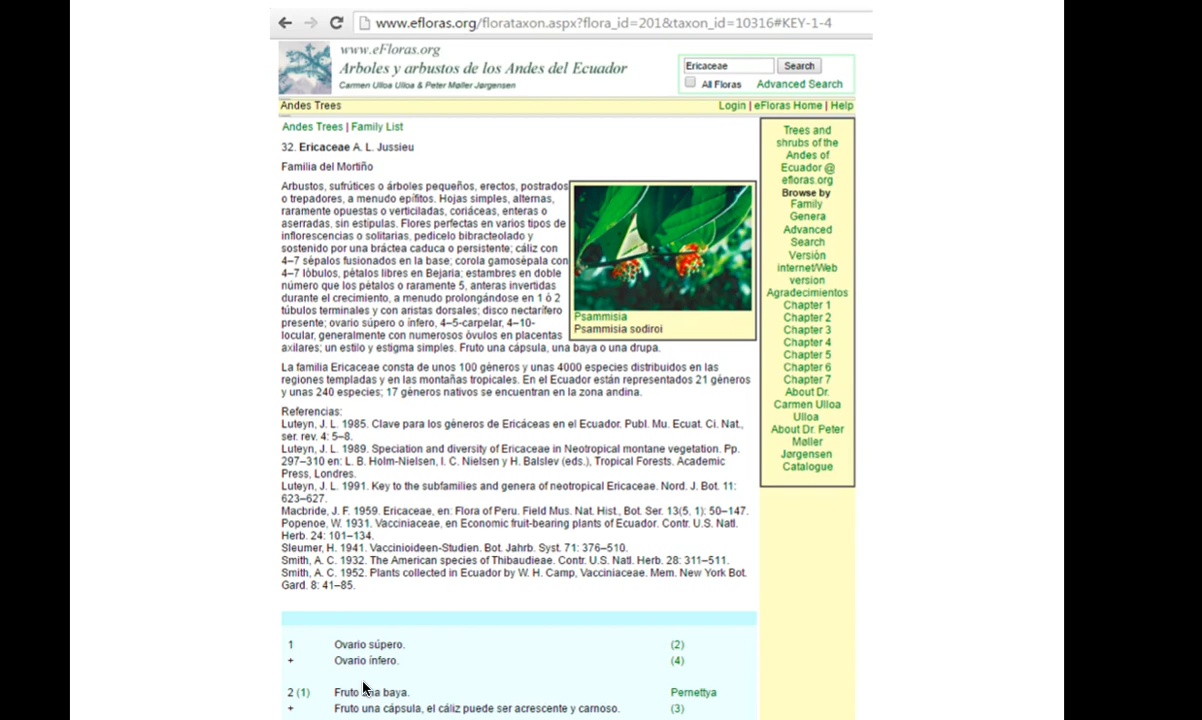 www.efloras.org/florataxon.aspx?flora_id=201&taxon_id=10316#KEY-1-4
www.eFloras.org
Arboles y arbustos de los Andes del Ecuador
Carmen Ulloa Ulloa & Peter Møller Jørgensen
Ericaceae Search
All Floras Advanced Search
Andes Trees Login | eFloras Home | Help
Andes Trees | Family List
32. Ericaceae A. L. Jussieu
Familia del Mortiño
Arbustos, sufrútices o árboles pequeños, erectos, postrados
o trepadores, a menudo epífitos. Hojas simples, alternas,
raramente opuestas o verticiladas, coriáceas, enteras o
aserradas, sin estípulas. Flores perfectas en varios tipos de
inflorescencias o solitarias, pedicelo bibracteolado y
sostenido por una bráctea caduca o persistente; cáliz con
4–7 sépalos fusionados en la base; corola gamosépala con
4–7 lóbulos, pétalos libres en Bejaria; estambres en doble
número que los pétalos o raramente 5, anteras invertidas
durante el crecimiento, a menudo prolongándose en 1 ó 2
túbulos terminales y con aristas dorsales; disco nectarífero
presente; ovario súpero o ínfero, 4–5-carpelar, 4–10-
locular, generalmente con numerosos óvulos en placentas
axilares; un estilo y estigma simples. Fruto una cápsula, una baya o una drupa.
Psammisia
Psammisia sodiroi
La familia Ericaceae consta de unos 100 géneros y unas 4000 especies distribuidos en las
regiones templadas y en las montañas tropicales. En el Ecuador están representados 21 géneros
y unas 240 especies; 17 géneros nativos se encuentran en la zona andina.
Referencias:
Luteyn, J. L. 1985. Clave para los géneros de Ericáceas en el Ecuador. Publ. Mu. Ecuat. Ci. Nat.,
ser. rev. 4: 5–8.
Luteyn, J. L. 1989. Speciation and diversity of Ericaceae in Neotropical montane vegetation. Pp.
297–310 en: L. B. Holm-Nielsen, I. C. Nielsen y H. Balslev (eds.), Tropical Forests. Academic
Press, Londres.
Luteyn, J. L. 1991. Key to the subfamilies and genera of neotropical Ericaceae. Nord. J. Bot. 11:
623–627.
Macbride, J. F. 1959. Ericaceae, en: Flora of Peru. Field Mus. Nat. Hist., Bot. Ser. 13(5, 1): 50–147.
Popenoe, W. 1931. Vacciniaceae, en Economic fruit-bearing plants of Ecuador. Contr. U.S. Natl.
Herb. 24: 101–134.
Sleumer, H. 1941. Vaccinioideen-Studien. Bot. Jahrb. Syst. 71: 376–510.
Smith, A. C. 1932. The American species of Thibaudieae. Contr. U.S. Natl. Herb. 28: 311–511.
Smith, A. C. 1952. Plants collected in Ecuador by W. H. Camp, Vacciniaceae. Mem. New York Bot.
Gard. 8: 41–85.
1 Ovario súpero. (2)
+ Ovario ínfero. (4)
2 (1) Fruto una baya. Pernettya
+ Fruto una cápsula, el cáliz puede ser acrescente y carnoso. (3)
Trees and
shrubs of the
Andes of
Ecuador @
efloras.org
Browse by
Family
Genera
Advanced
Search
Versión
internet/Web
version
Agradecimientos
Chapter 1
Chapter 2
Chapter 3
Chapter 4
Chapter 5
Chapter 6
Chapter 7
About Dr.
Carmen Ulloa
Ulloa
About Dr. Peter
Møller
Jørgensen
Catalogue